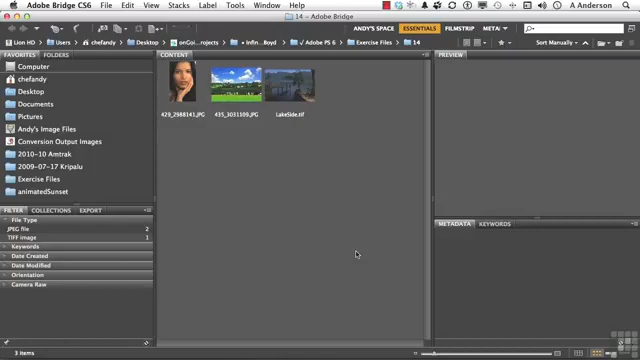 Adobe Bridge CS6 File Edit View Stacks Label Tools Window Help A Anderson
14 — Adobe Bridge
ANDY'S SPACE ESSENTIALS FILMSTRIP
Lion HD Users chefandy Desktop Adobe PS 6 Exercise Files 14 Sort Manually
FAVORITES FOLDERS CONTENT PREVIEW
Computer
chefandy
Desktop
Documents
Pictures
Andy's Image Files
Conversion Output Images
2010-10 Amtrak
2009-07-17 Kripalu
Exercise Files
animatedSunset
429_2988141.JPG 435_3031109.JPG LakeSide.tif
FILTER COLLECTIONS EXPORT
File Type
JPEG file 2
TIFF image 1
Keywords
Date Created
Date Modified
Orientation
Camera Raw
METADATA KEYWORDS
3 items